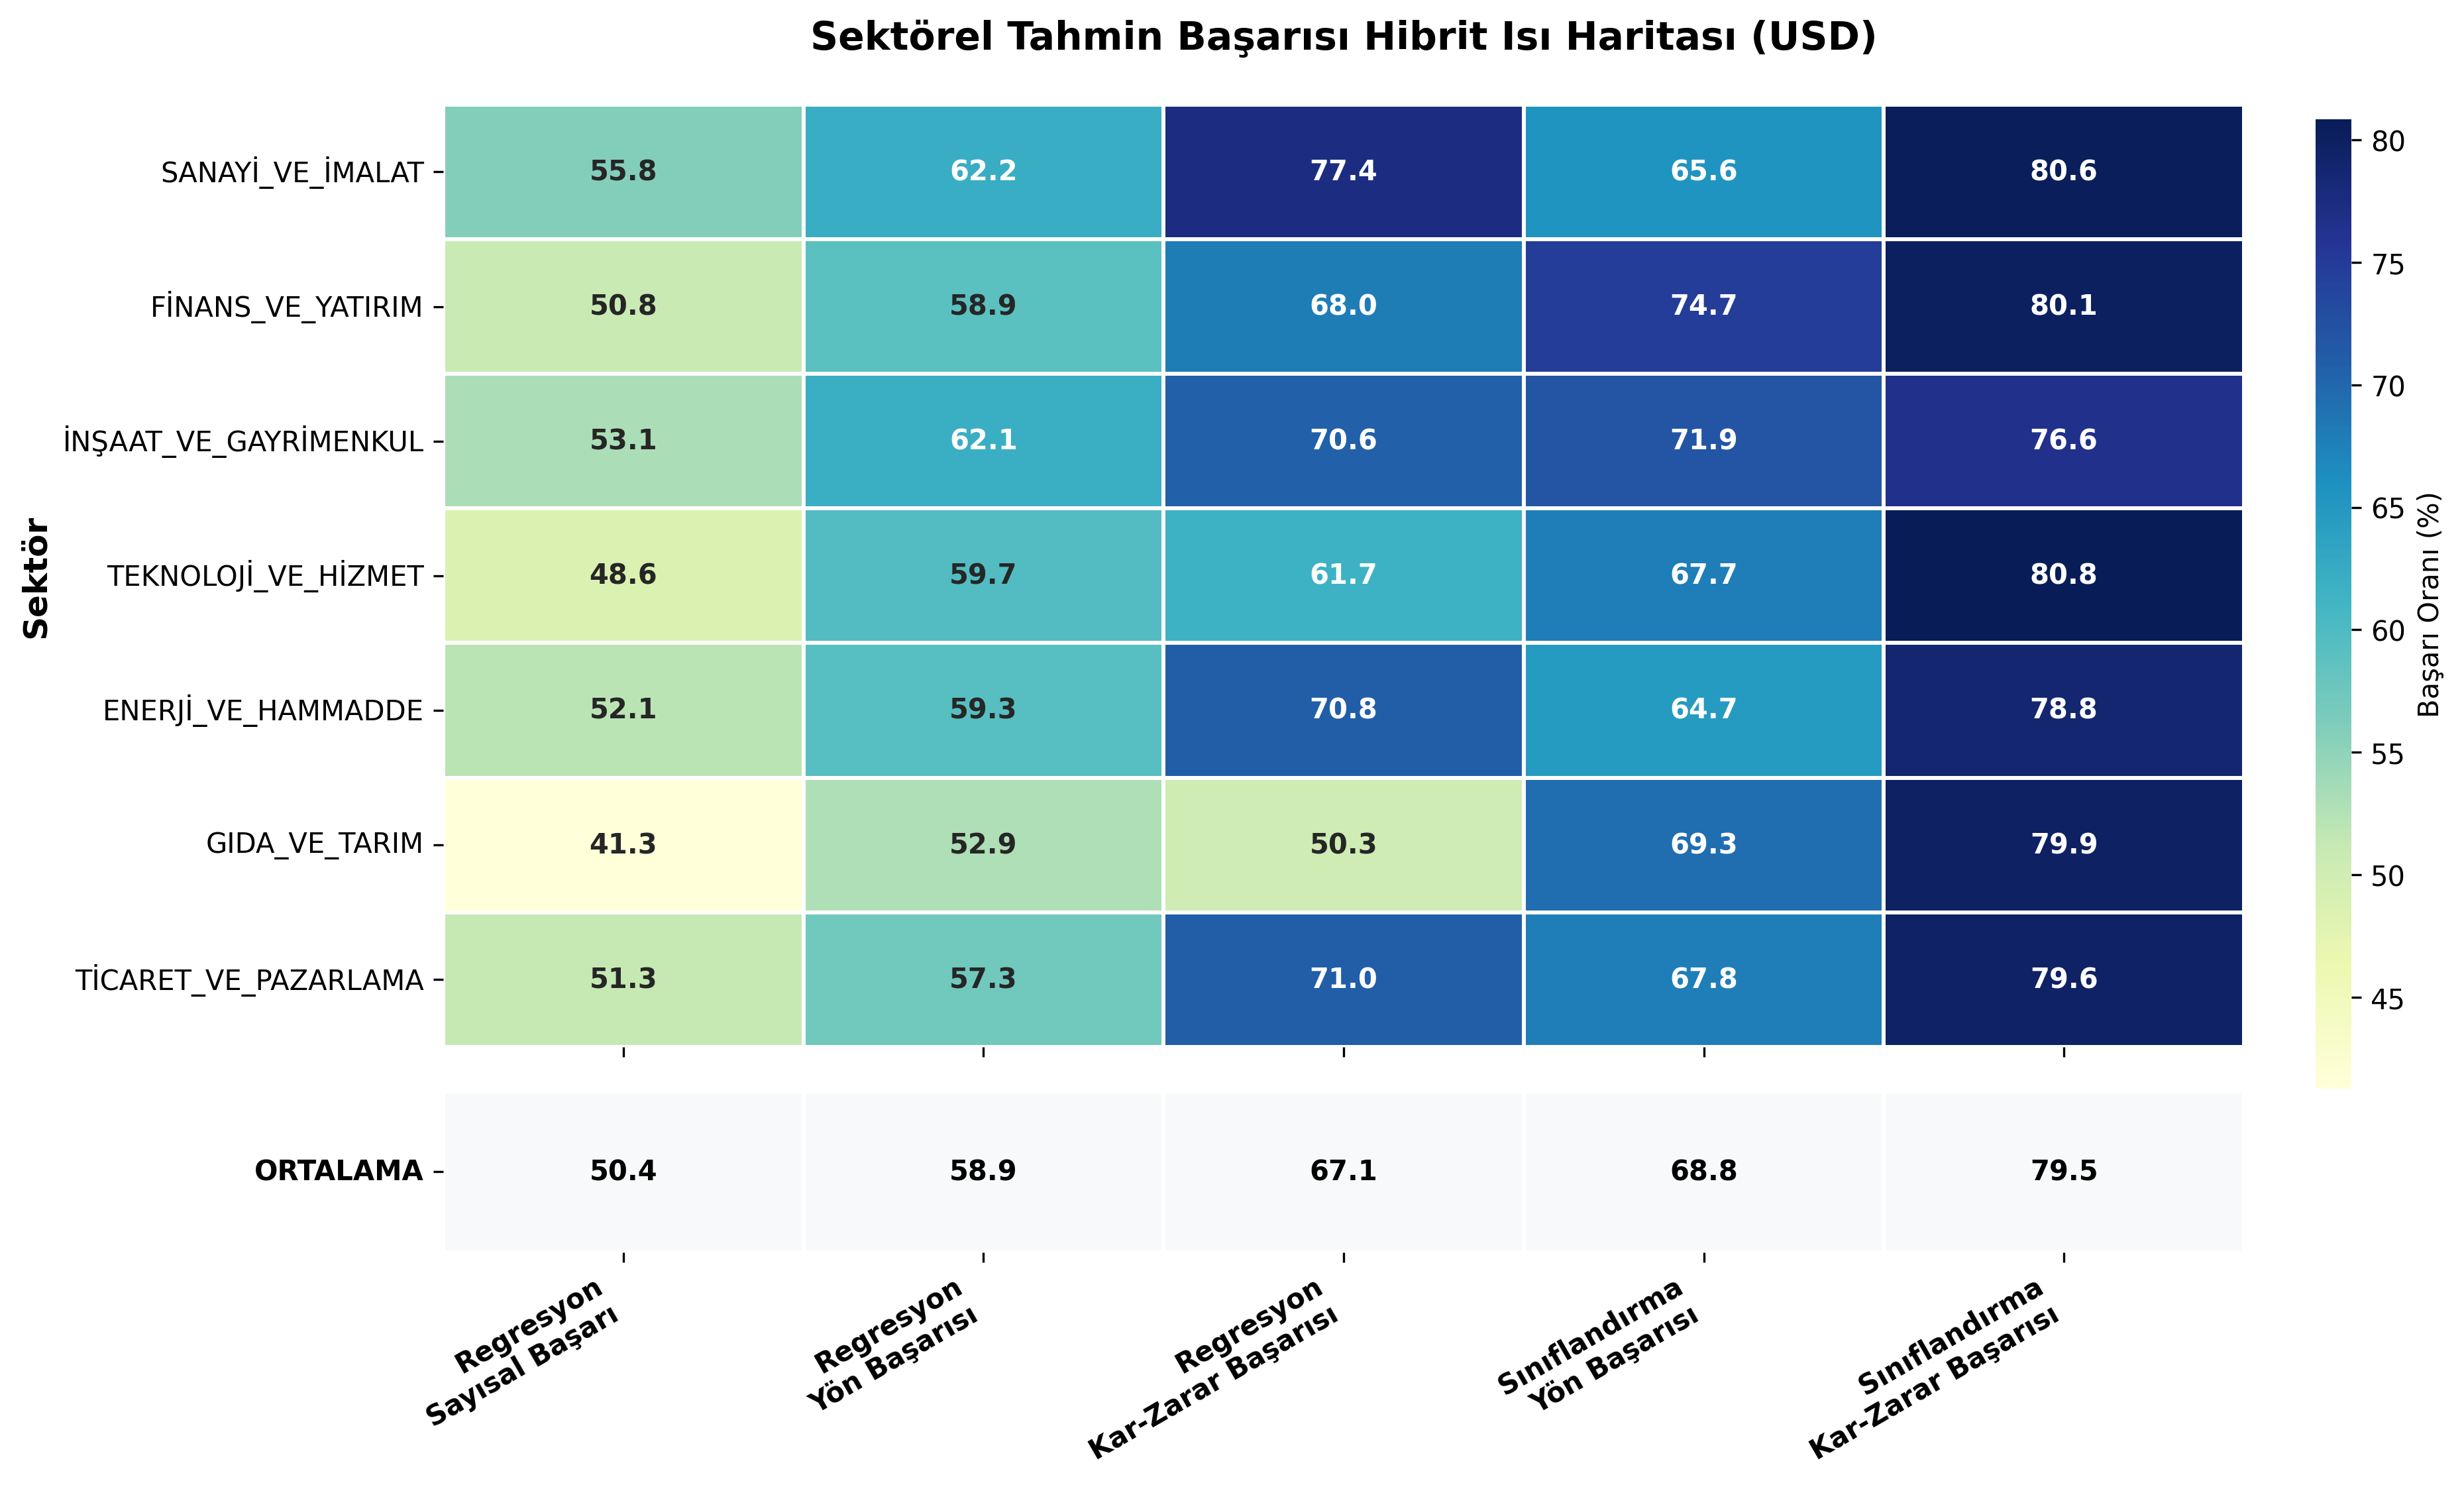 Sektörel Tahmin Başarısı Hibrit Isı Haritası (USD)
Sektör
SANAYİ_VE_İMALAT 55.8 62.2 77.4 65.6 80.6
FİNANS_VE_YATIRIM 50.8 58.9 68.0 74.7 80.1
İNŞAAT_VE_GAYRİMENKUL 53.1 62.1 70.6 71.9 76.6
TEKNOLOJİ_VE_HİZMET 48.6 59.7 61.7 67.7 80.8
ENERJİ_VE_HAMMADDE 52.1 59.3 70.8 64.7 78.8
GIDA_VE_TARIM 41.3 52.9 50.3 69.3 79.9
TİCARET_VE_PAZARLAMA 51.3 57.3 71.0 67.8 79.6
ORTALAMA 50.4 58.9 67.1 68.8 79.5
Regresyon
Sayısal Başarı
Regresyon
Yön Başarısı
Regresyon
Kar-Zarar Başarısı
Sınıflandırma
Yön Başarısı
Sınıflandırma
Kar-Zarar Başarısı
80
75
70
65
60
55
50
45
Başarı Oranı (%)